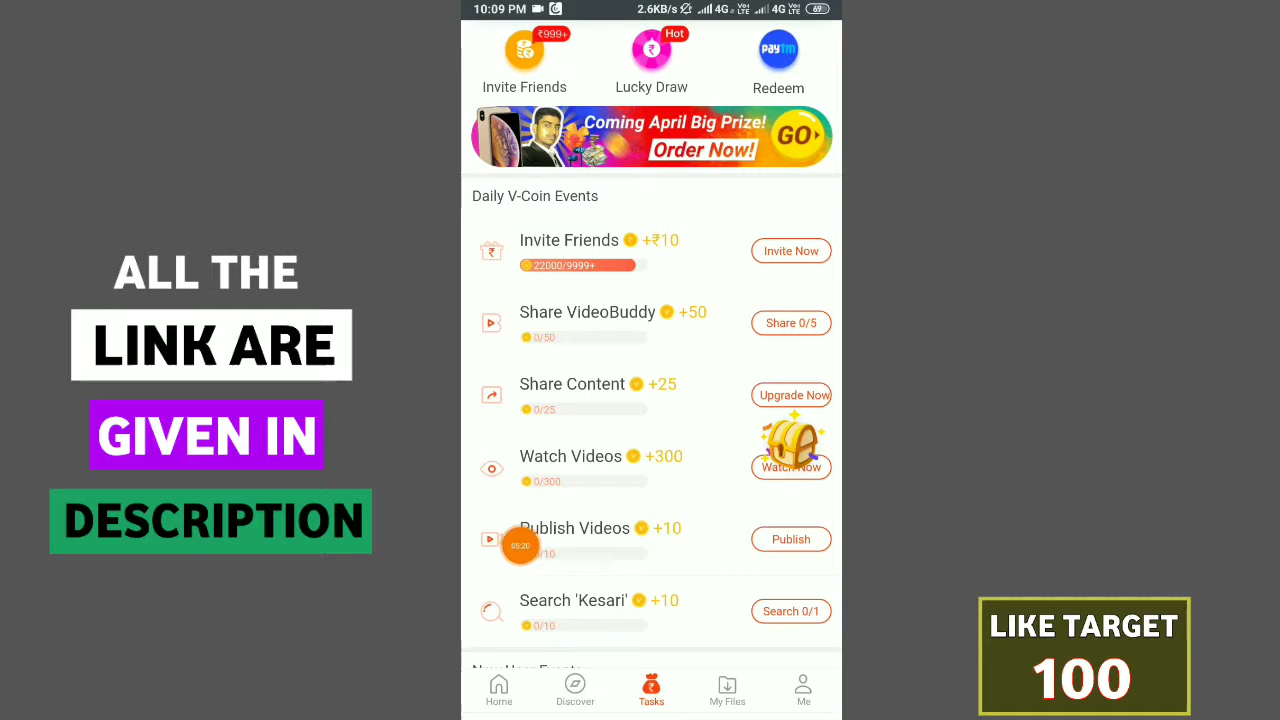 10:09 PM
2.6KB/s 4G VoLTE 4G VoLTE 69
₹999+
Hot
paytm
Invite Friends
Lucky Draw
Redeem
Coming April Big Prize!
Order Now!
GO
Daily V-Coin Events
Invite Friends +₹10
22000/9999+
Invite Now
Share VideoBuddy +50
0/50
Share 0/5
Share Content +25
0/25
Upgrade Now
Watch Videos +300
0/300
Watch Now
Publish Videos +10
05:20
/10
Publish
Search 'Kesari' +10
0/10
Search 0/1
Home
Discover
Tasks
My Files
Me
ALL THE
LINK ARE
GIVEN IN
DESCRIPTION
LIKE TARGET
100